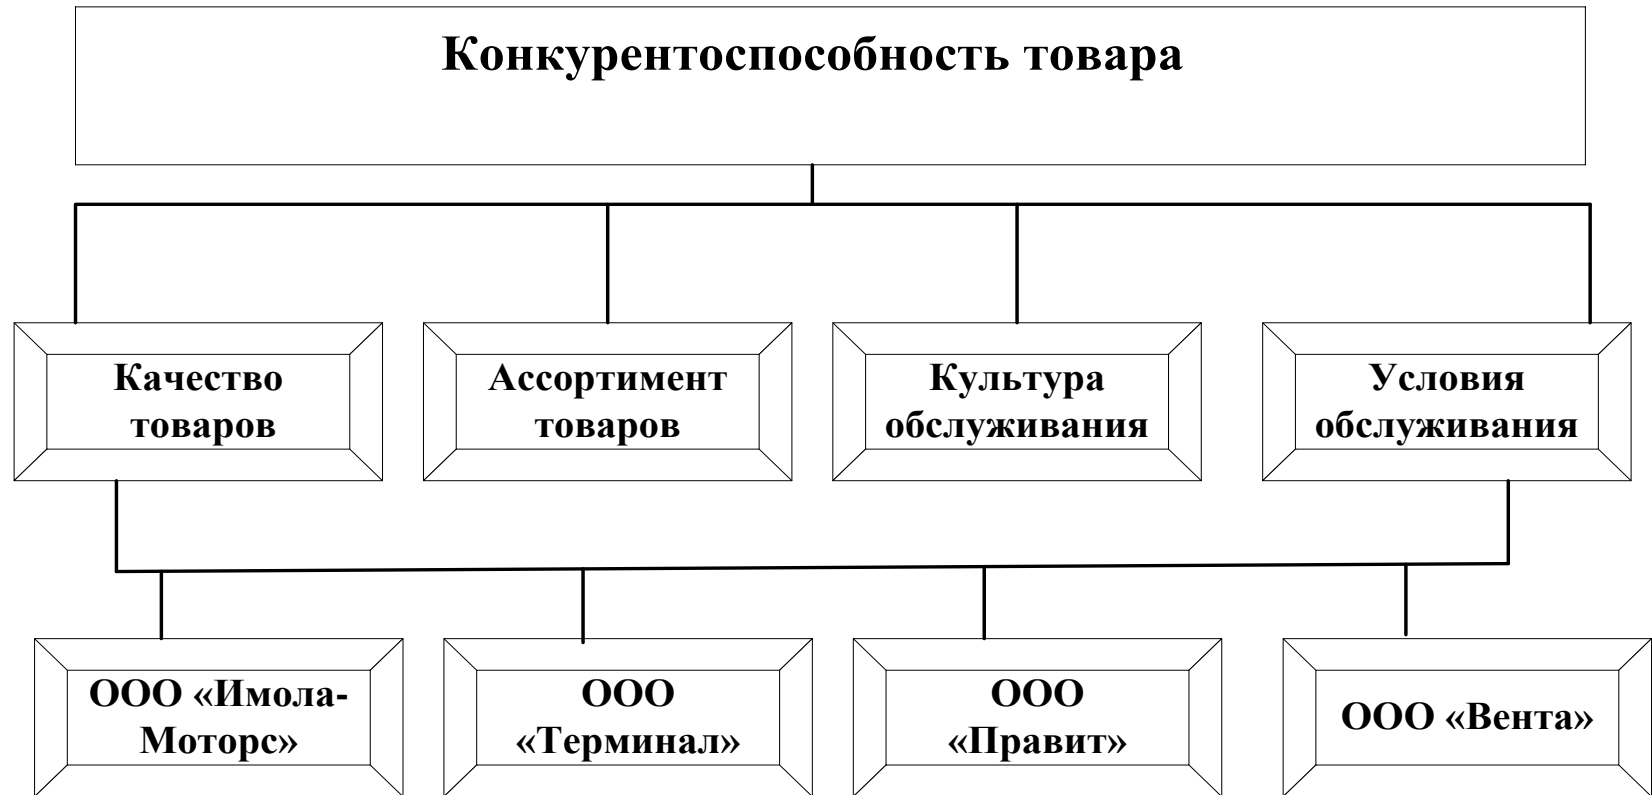 Конкурентоспособность товара
Качество
товаров
Ассортимент
товаров
Культура
обслуживания
Условия
обслуживания
ООО «Имола-
Моторс»
ООО
«Терминал»
ООО
«Правит»
ООО «Вента»